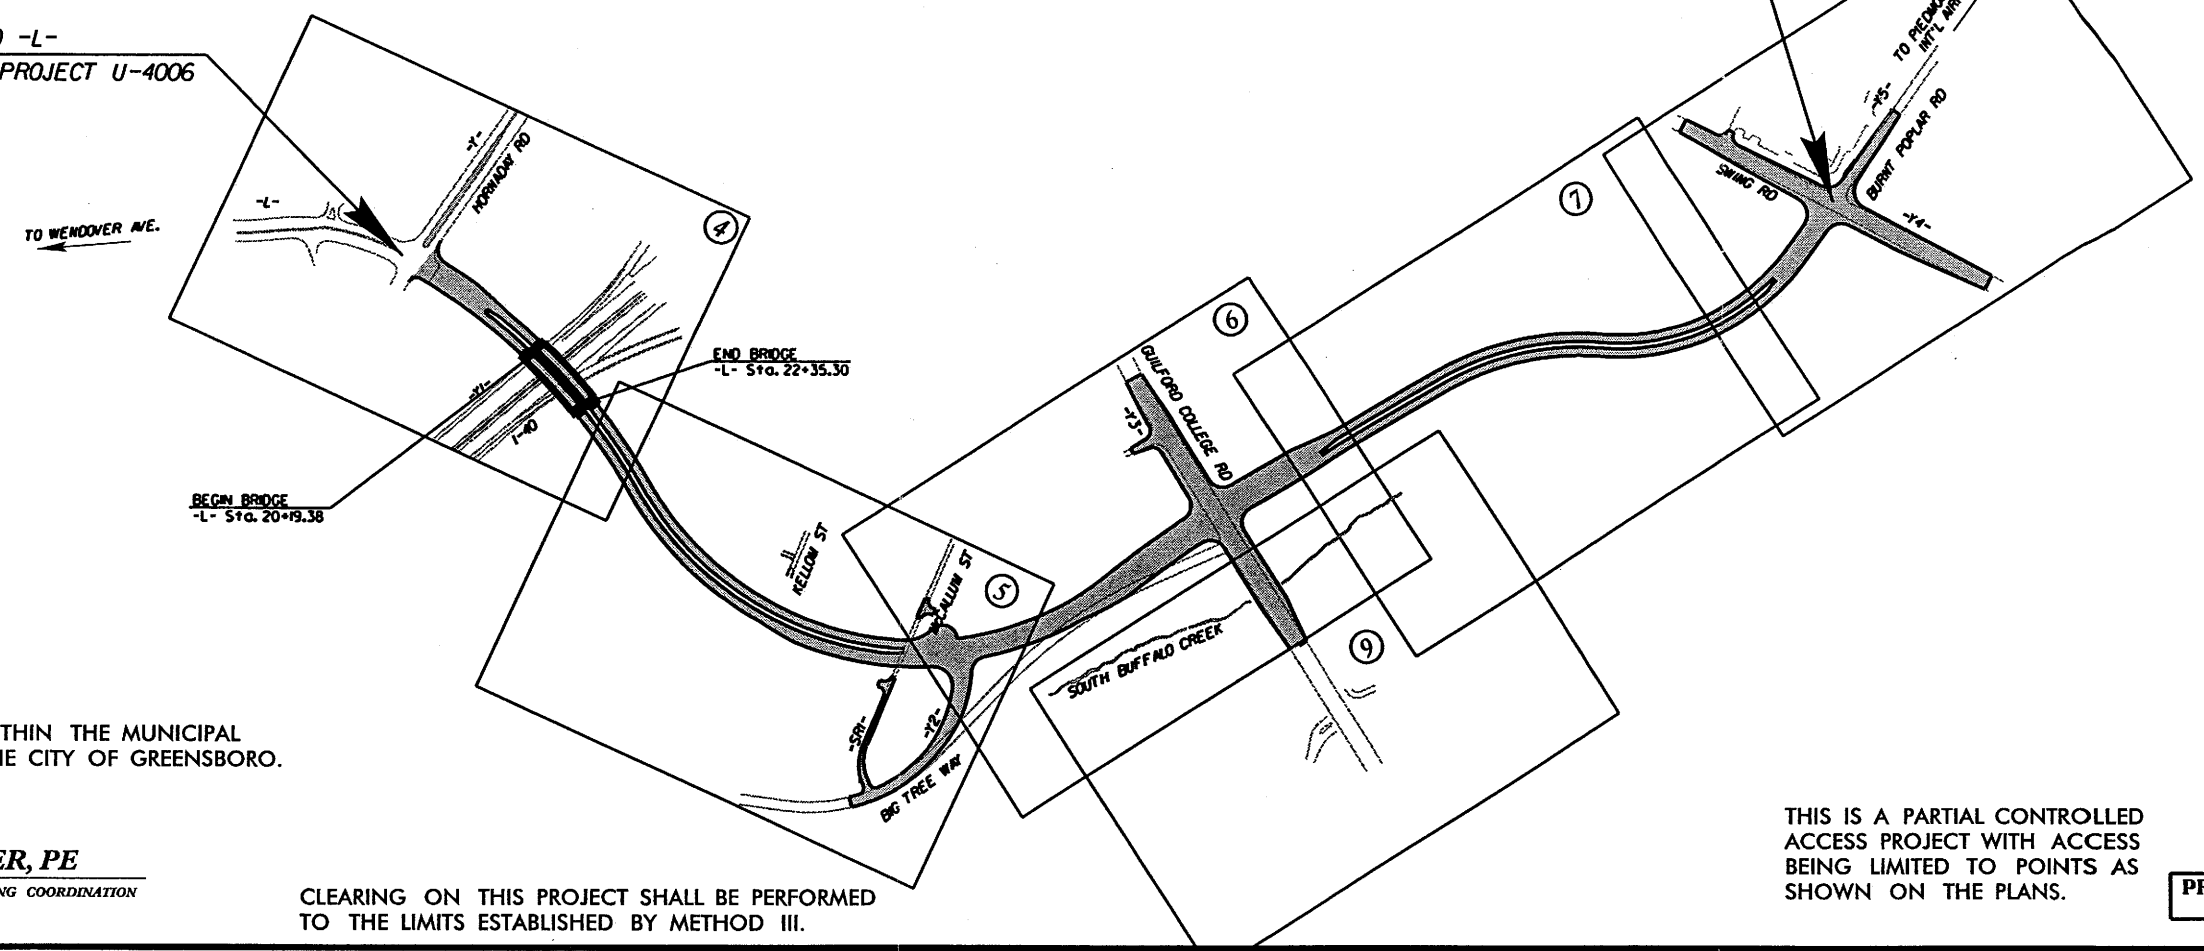 -L-
PROJECT U-4006
TO WENDOVER AVE.
-L-
-Y-
HORNADAY RD
4
END BRIDGE
-L- Sta. 22+35.30
-Y1-
I-40
BEGIN BRIDGE
-L- Sta. 20+19.38
KELLOM ST
McCALLUM ST
5
-SR1-
-Y2-
BIG TREE WAY
6
GUILFORD COLLEGE RD
-Y3-
SOUTH BUFFALO CREEK
9
7
SWING RD
-Y5-
BURNT POPLAR RD
-Y4-
TO PIEDMO
INT'L AIR
THIN THE MUNICIPAL
CITY OF GREENSBORO.
ER, PE
NG COORDINATION
CLEARING ON THIS PROJECT SHALL BE PERFORMED
TO THE LIMITS ESTABLISHED BY METHOD III.
THIS IS A PARTIAL CONTROLLED
ACCESS PROJECT WITH ACCESS
BEING LIMITED TO POINTS AS
SHOWN ON THE PLANS.